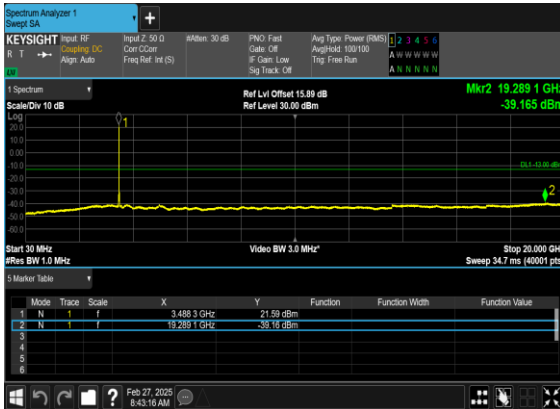 Spectrum Analyzer 1
Swept SA
+
KEYSIGHT Input: RF Input Z: 50 Ω #Atten: 30 dB PNO: Fast Avg Type: Power (RMS) 1 2 3 4 5 6
R T Coupling: DC Corr CCorr Gate: Off Avg|Hold: 100/100 A W W W W W
Align: Auto Freq Ref: Int (S) IF Gain: Low Trig: Free Run
Sig Track: Off A N N N N N
1 Spectrum Ref Lvl Offset 15.89 dB Mkr2 19.289 1 GHz
Scale/Div 10 dB Ref Level 30.00 dBm -39.165 dBm
Log
20.0
10.0
0.00
-10.0
DL1 -13.00 dBm
-20.0
-30.0
-40.0
-50.0
-60.0
1
2
Start 30 MHz Video BW 3.0 MHz* Stop 20.000 GHz
#Res BW 1.0 MHz Sweep 34.7 ms (40001 pts)
5 Marker Table
Mode Trace Scale X Y Function Function Width Function Value
1 N 1 f 3.488 3 GHz 21.59 dBm
2 N 1 f 19.289 1 GHz -39.16 dBm
3
4
5
6
? Feb 27, 2025
8:43:16 AM